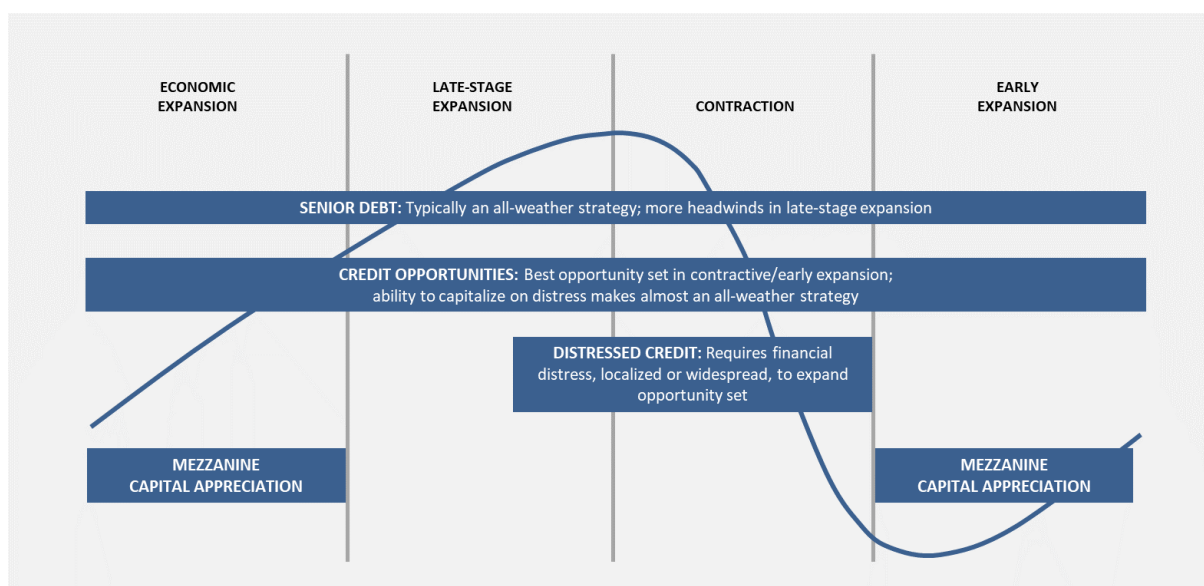 ECONOMIC
EXPANSION
LATE-STAGE
EXPANSION
CONTRACTION
EARLY
EXPANSION
SENIOR DEBT: Typically an all-weather strategy; more headwinds in late-stage expansion
CREDIT OPPORTUNITIES: Best opportunity set in contractive/early expansion;
ability to capitalize on distress makes almost an all-weather strategy
DISTRESSED CREDIT: Requires financial
distress, localized or widespread, to expand
opportunity set
MEZZANINE
CAPITAL APPRECIATION
MEZZANINE
CAPITAL APPRECIATION